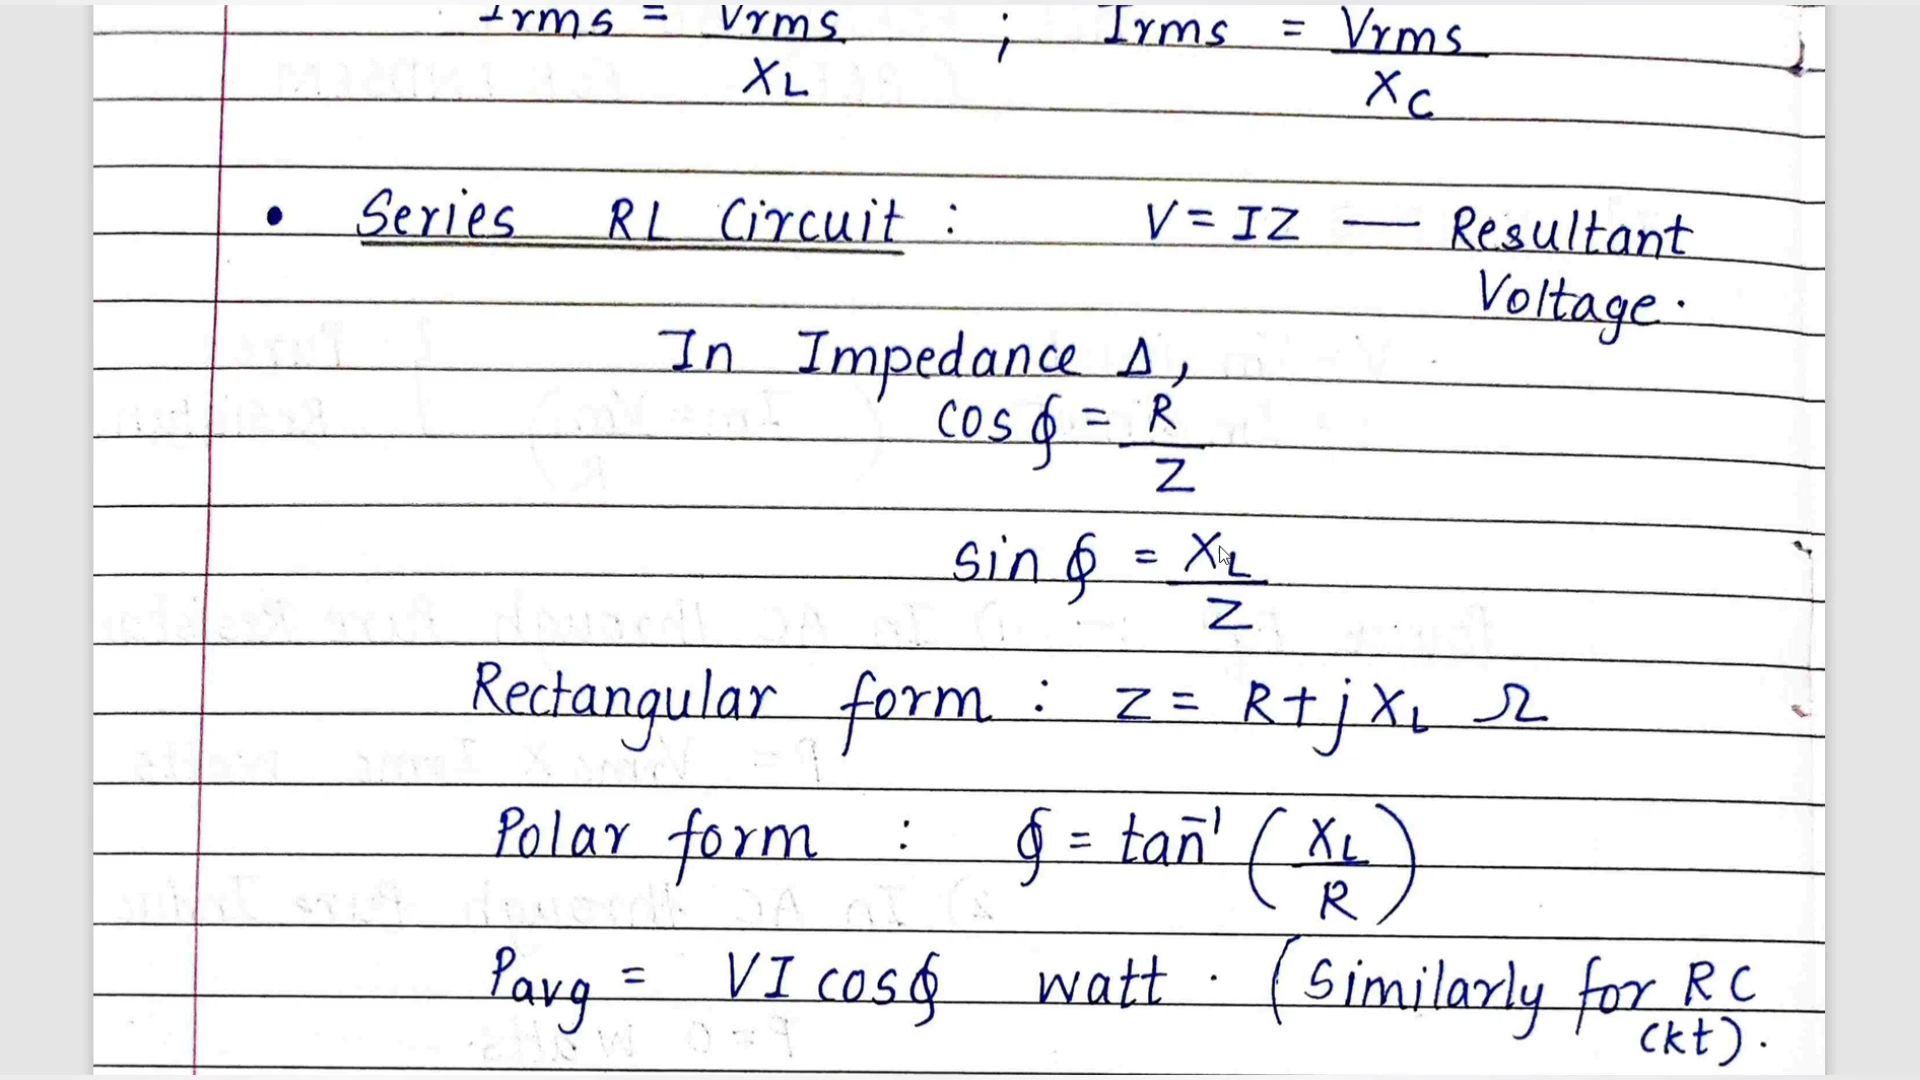 Irms = Vrms / XL ; Irms = Vrms / XC
• Series RL Circuit : V = IZ — Resultant
Voltage.
In Impedance Δ,
cos ϕ = R / Z
sin ϕ = XL / Z
Rectangular form : Z = R + j XL Ω
Polar form : ϕ = tan⁻¹ ( XL / R )
Pavg = VI cos ϕ watt . ( Similarly for RC
(kt) .